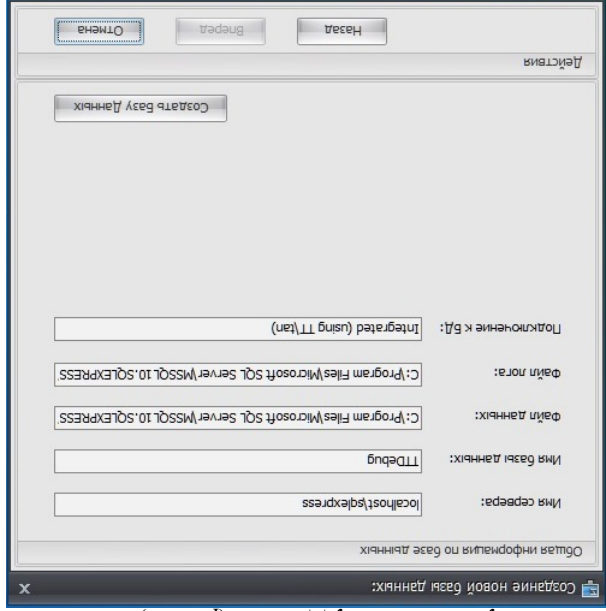 Создание новой базы данных:
Общая информация по базе дынных
Имя сервера: localhost\sqlexpress
Имя базы данных: TTDebug
Файл данных: C:\Program Files\Microsoft SQL Server\MSSQL10.SQLEXPRESS
Файл лога: C:\Program Files\Microsoft SQL Server\MSSQL10.SQLEXPRESS
Подключение к БД: Integrated (using TT\tan)
Создать Базу Данных
Действия
Назад Вперед Отмена